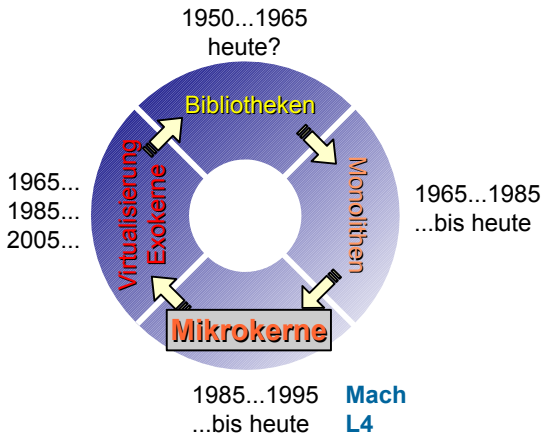 1950...1965
heute?
Bibliotheken
Monolithen
1965...1985
...bis heute
Mikrokerne
1985...1995 Mach
...bis heute L4
Virtualisierung
Exokerne
1965...
1985...
2005...